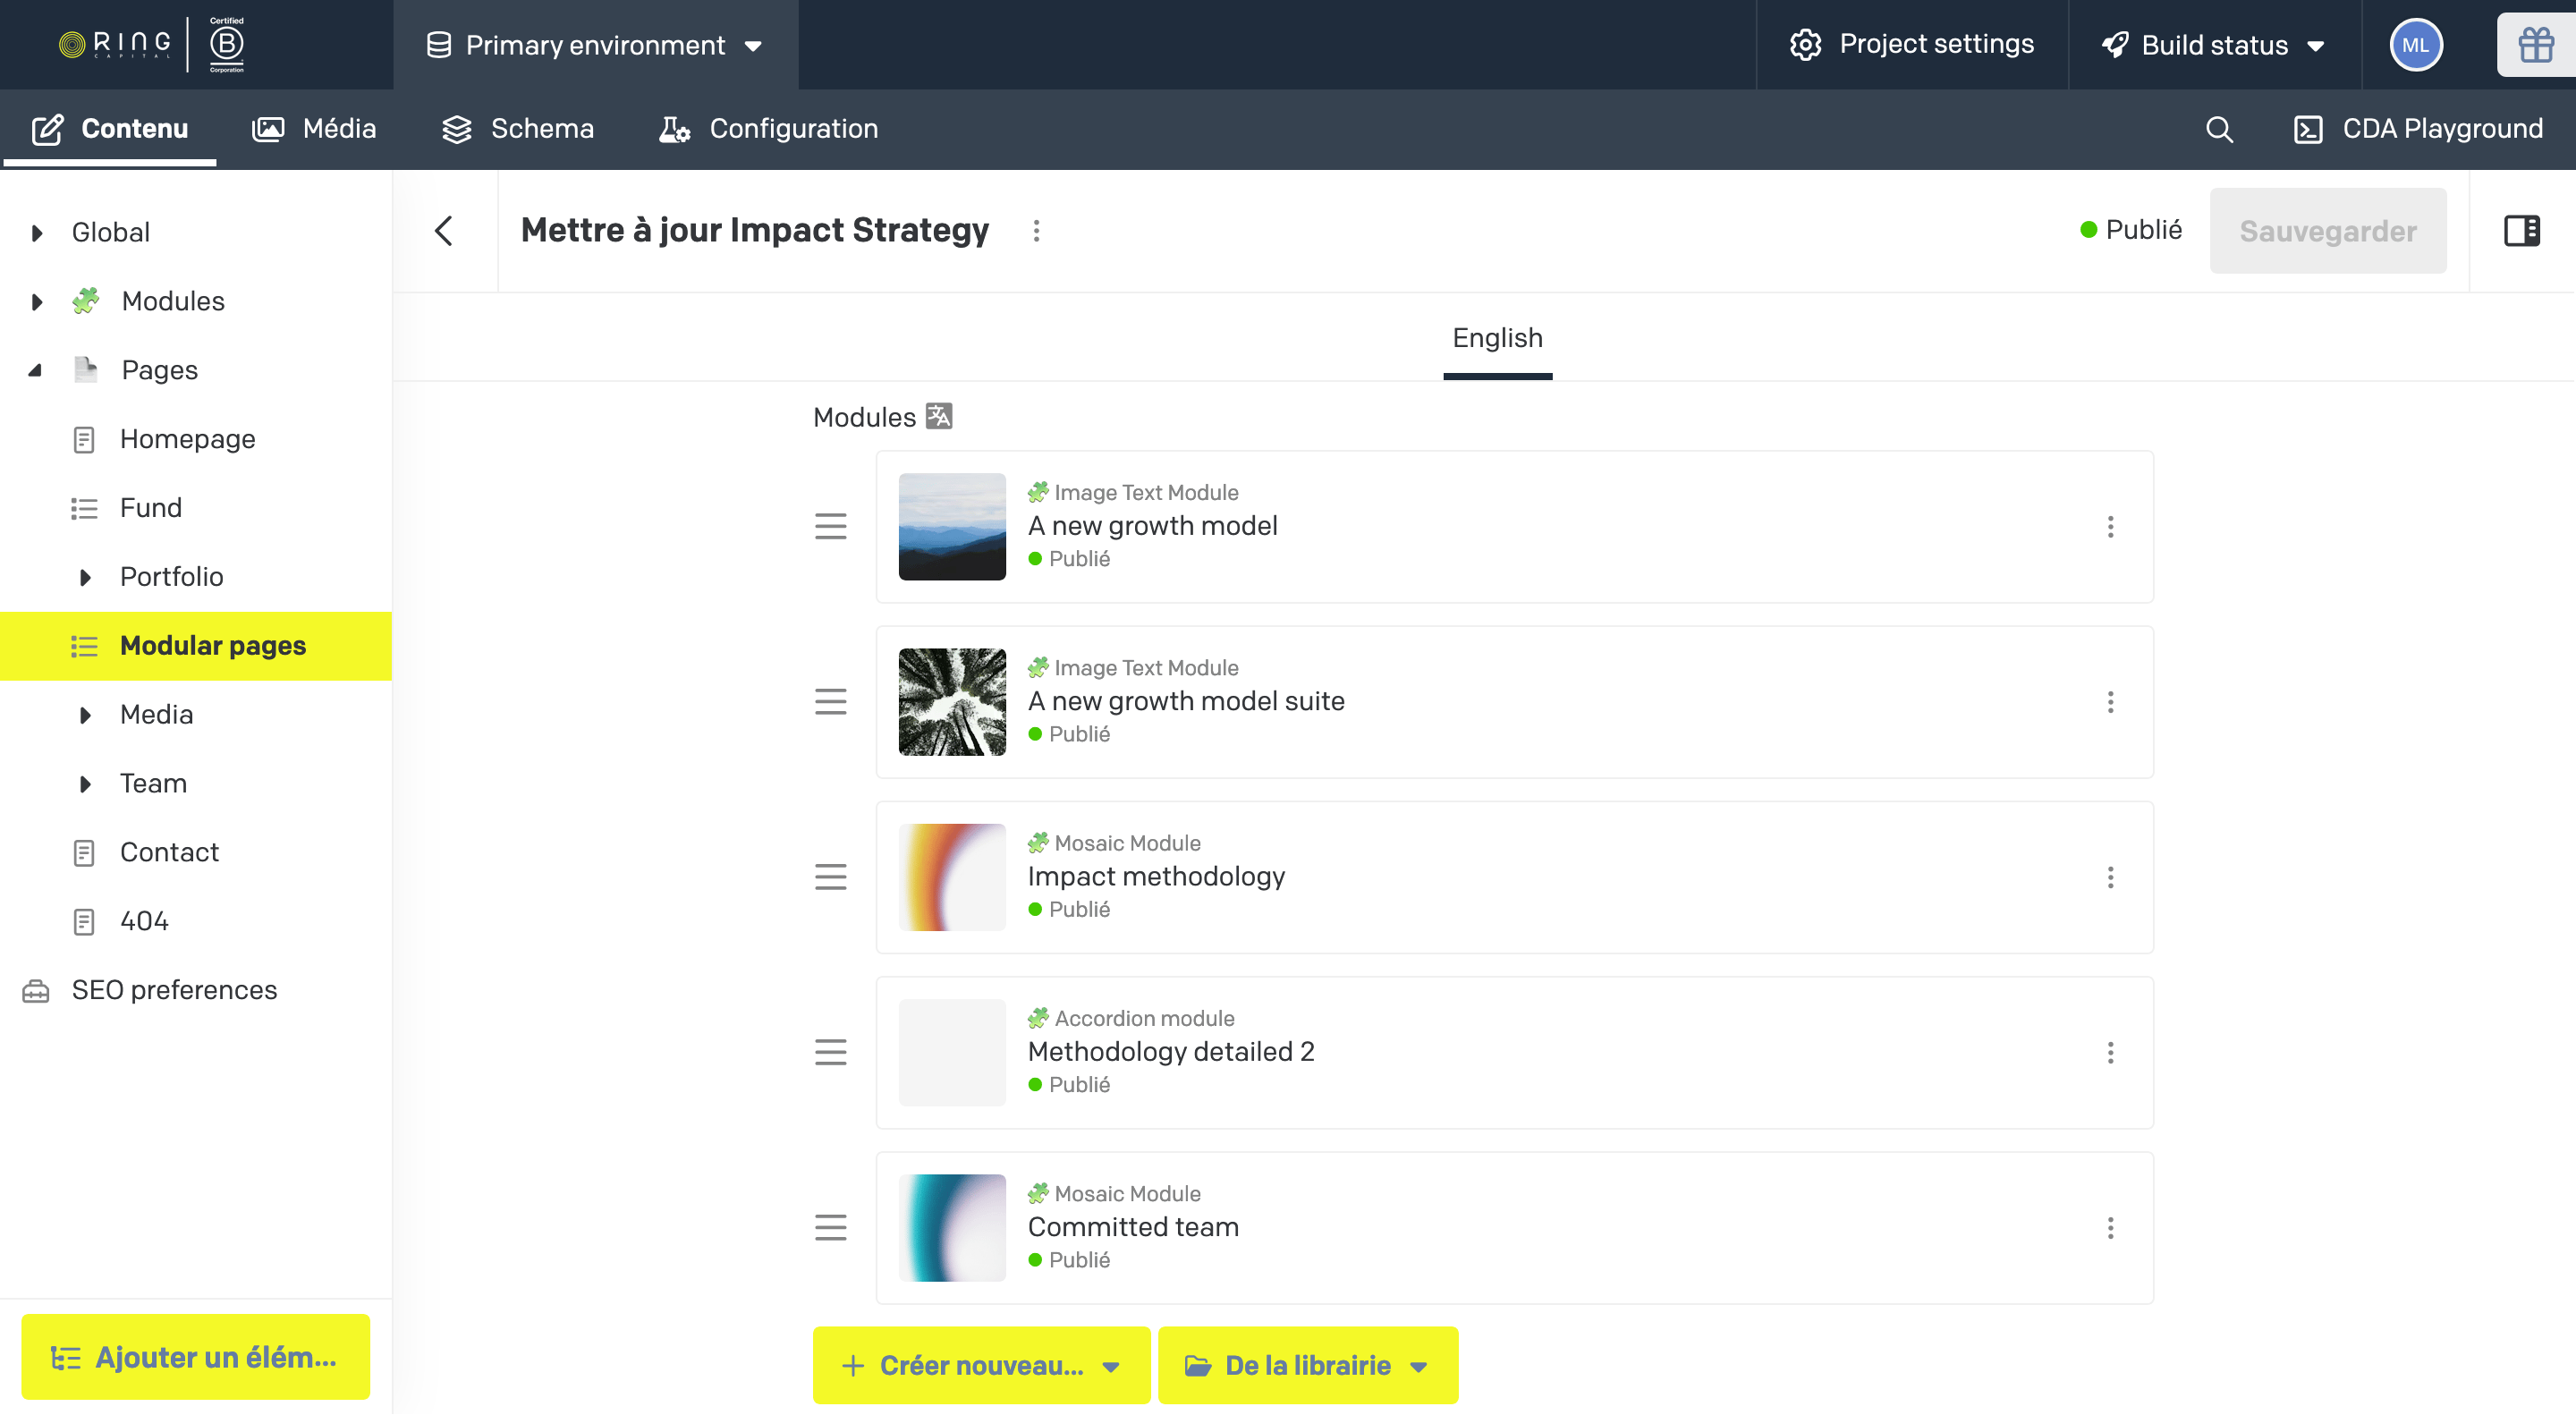 RING
CAPITAL
Certified
B
Corporation
Primary environment
Project settings
Build status
ML
Contenu
Média
Schema
Configuration
CDA Playground
Global
Modules
Pages
Homepage
Fund
Portfolio
Modular pages
Media
Team
Contact
404
SEO preferences
Ajouter un élém...
Mettre à jour Impact Strategy
Publié
Sauvegarder
English
Modules
Image Text Module
A new growth model
Publié
Image Text Module
A new growth model suite
Publié
Mosaic Module
Impact methodology
Publié
Accordion module
Methodology detailed 2
Publié
Mosaic Module
Committed team
Publié
Créer nouveau...
De la librairie